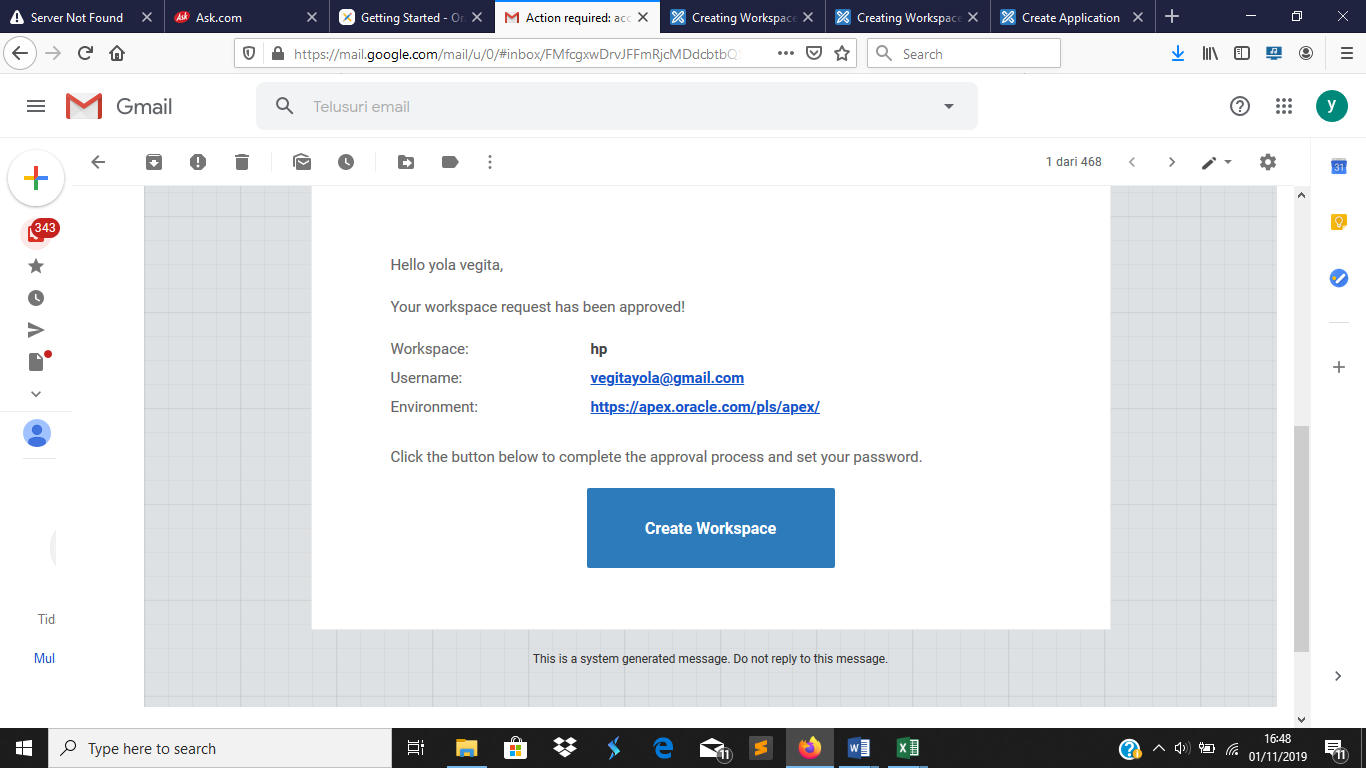 Server Not Found
Ask Ask.com
Getting Started - Or
Action required: acc
Creating Workspace
Creating Workspace
Create Application
https://mail.google.com/mail/u/0/#inbox/FMfcgxwDrvJFFmRjcMDdcbtbQ
Search
Gmail
Telusuri email
y
1 dari 468
31
343
Hello yola vegita,
Your workspace request has been approved!
Workspace: hp
Username: vegitayola@gmail.com
Environment: https://apex.oracle.com/pls/apex/
Click the button below to complete the approval process and set your password.
Create Workspace
Tid
Mul
This is a system generated message. Do not reply to this message.
Type here to search
11
16:48
01/11/2019
11